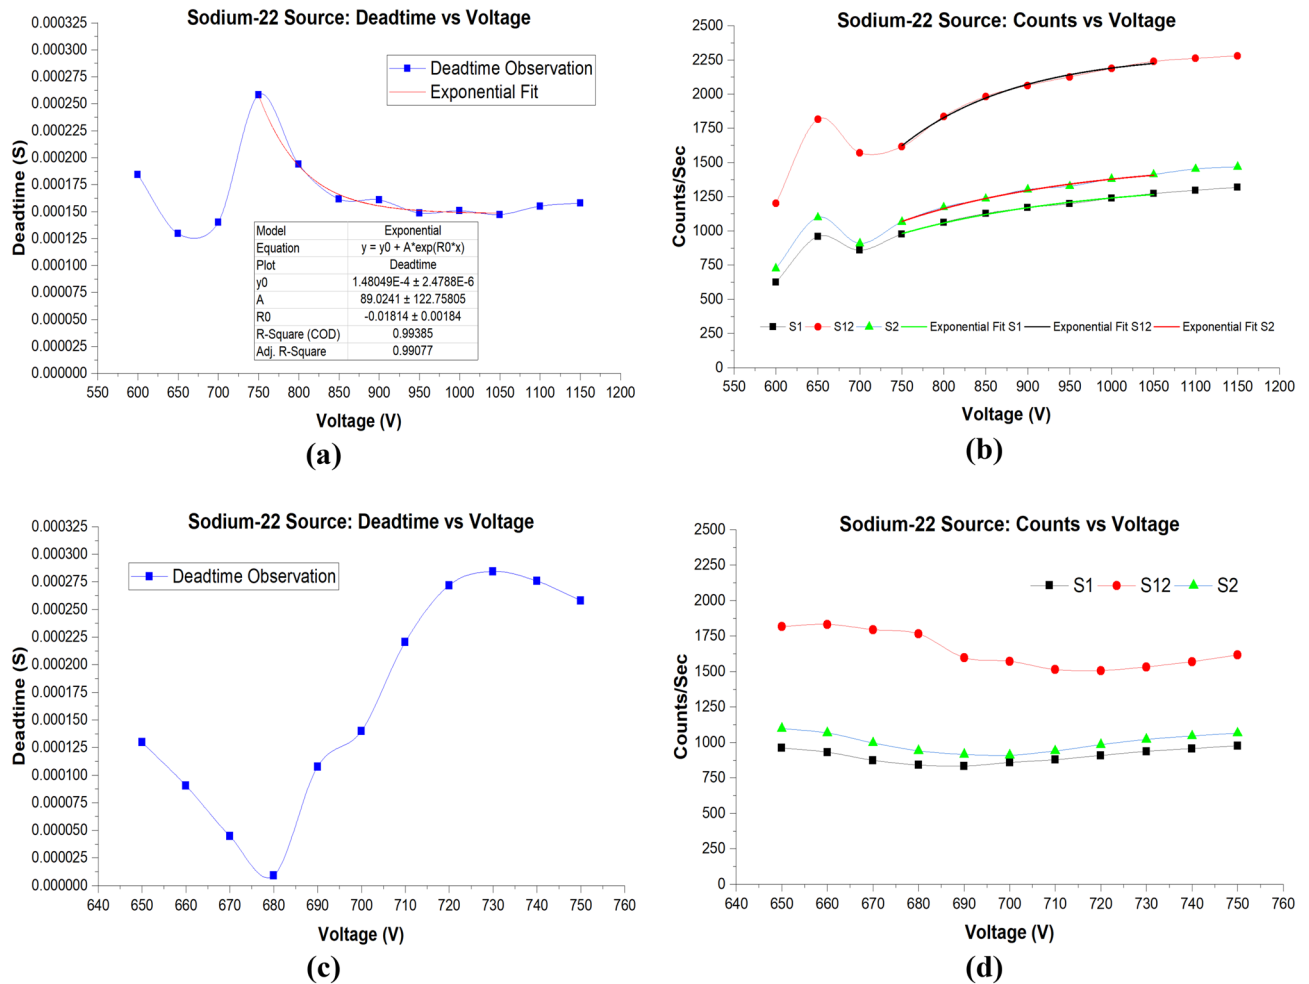 Sodium-22 Source: Deadtime vs Voltage
0.000325
0.000300
0.000275
0.000250
0.000225
0.000200
0.000175
0.000150
0.000125
0.000100
0.000075
0.000050
0.000025
0.000000
Deadtime (S)
Deadtime Observation
Exponential Fit
Model Exponential
Equation y = y0 + A*exp(R0*x)
Plot Deadtime
y0 1.48049E-4 ± 2.4788E-6
A 89.0241 ± 122.75805
R0 -0.01814 ± 0.00184
R-Square (COD) 0.99385
Adj. R-Square 0.99077
550 600 650 700 750 800 850 900 950 1000 1050 1100 1150 1200
Voltage (V)
(a)
Sodium-22 Source: Counts vs Voltage
2500
2250
2000
1750
1500
1250
1000
750
500
250
0
Counts/Sec
S1 S12 S2 Exponential Fit S1 Exponential Fit S12 Exponential Fit S2
550 600 650 700 750 800 850 900 950 1000 1050 1100 1150 1200
Voltage (V)
(b)
Sodium-22 Source: Deadtime vs Voltage
0.000325
0.000300
0.000275
0.000250
0.000225
0.000200
0.000175
0.000150
0.000125
0.000100
0.000075
0.000050
0.000025
0.000000
Deadtime (S)
Deadtime Observation
640 650 660 670 680 690 700 710 720 730 740 750 760
Voltage (V)
(c)
Sodium-22 Source: Counts vs Voltage
2500
2250
2000
1750
1500
1250
1000
750
500
250
0
Counts/Sec
S1 S12 S2
640 650 660 670 680 690 700 710 720 730 740 750 760
Voltage (V)
(d)